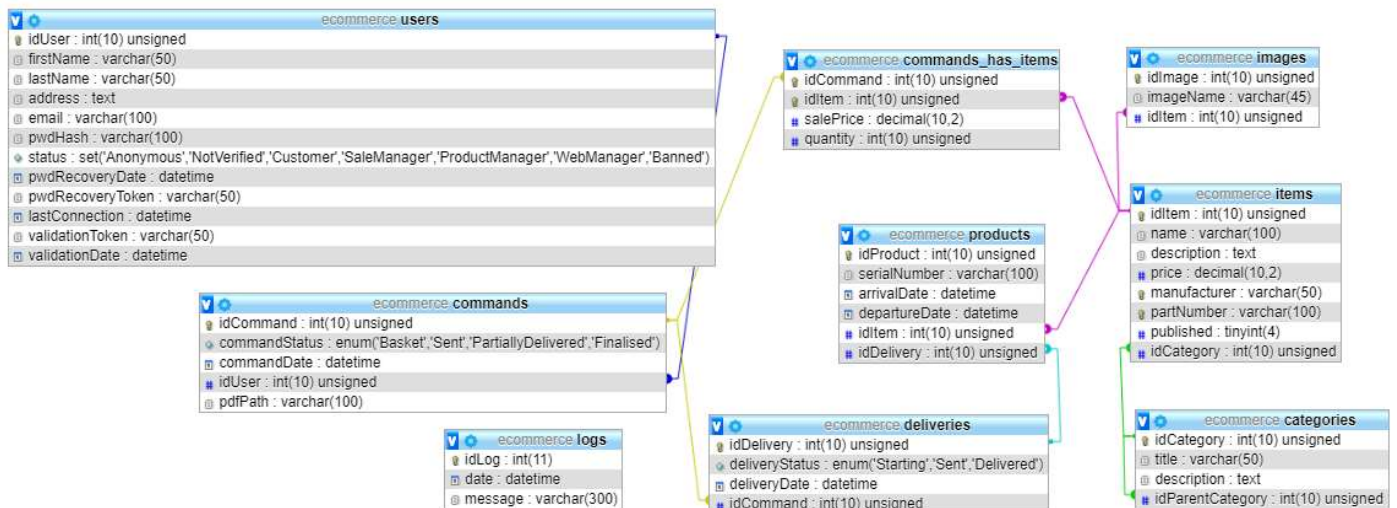 ecommerce users
idUser : int(10) unsigned
firstName : varchar(50)
lastName : varchar(50)
address : text
email : varchar(100)
pwdHash : varchar(100)
status : set('Anonymous','NotVerified','Customer','SaleManager','ProductManager','WebManager','Banned')
pwdRecoveryDate : datetime
pwdRecoveryToken : varchar(50)
lastConnection : datetime
validationToken : varchar(50)
validationDate : datetime
ecommerce commands_has_items
idCommand : int(10) unsigned
idItem : int(10) unsigned
salePrice : decimal(10,2)
quantity : int(10) unsigned
ecommerce images
idImage : int(10) unsigned
imageName : varchar(45)
idItem : int(10) unsigned
ecommerce items
idItem : int(10) unsigned
name : varchar(100)
description : text
price : decimal(10,2)
manufacturer : varchar(50)
partNumber : varchar(100)
published : tinyint(4)
idCategory : int(10) unsigned
ecommerce products
idProduct : int(10) unsigned
serialNumber : varchar(100)
arrivalDate : datetime
departureDate : datetime
idItem : int(10) unsigned
idDelivery : int(10) unsigned
ecommerce commands
idCommand : int(10) unsigned
commandStatus : enum('Basket','Sent','PartiallyDelivered','Finalised')
commandDate : datetime
idUser : int(10) unsigned
pdfPath : varchar(100)
ecommerce logs
idLog : int(11)
date : datetime
message : varchar(300)
ecommerce deliveries
idDelivery : int(10) unsigned
deliveryStatus : enum('Starting','Sent','Delivered')
deliveryDate : datetime
idCommand : int(10) unsigned
ecommerce categories
idCategory : int(10) unsigned
title : varchar(50)
description : text
idParentCategory : int(10) unsigned